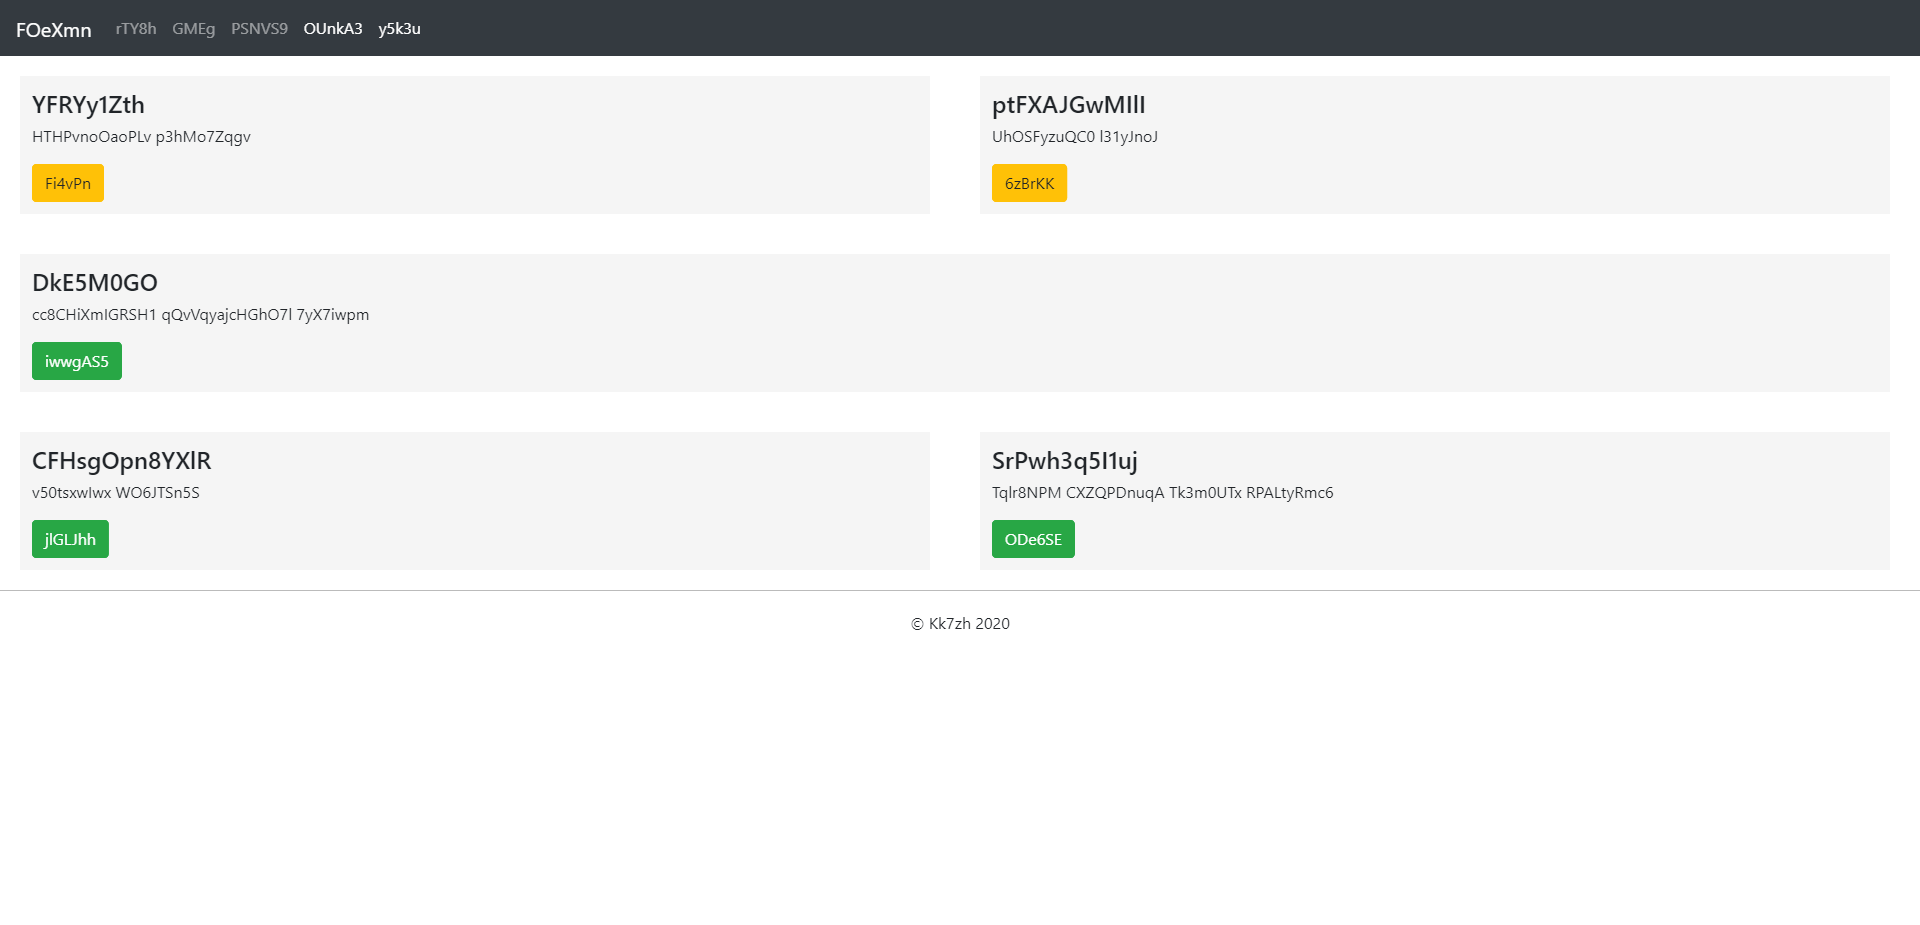 FOeXmn rTY8h GMEg PSNVS9 OUnkA3 y5k3u
YFRYy1Zth
HTHPvnoOaoPLv p3hMo7Zqgv
Fi4vPn
ptFXAJGwMIlI
UhOSFyzuQC0 l31yJnoJ
6zBrKK
DkE5M0GO
cc8CHiXmIGRSH1 qQvVqyajcHGhO7l 7yX7iwpm
iwwgAS5
CFHsgOpn8YXlR
v50tsxwIwx WO6JTSn5S
jlGLJhh
SrPwh3q5I1uj
Tqlr8NPM CXZQPDnuqA Tk3m0UTx RPALtyRmc6
ODe6SE
© Kk7zh 2020